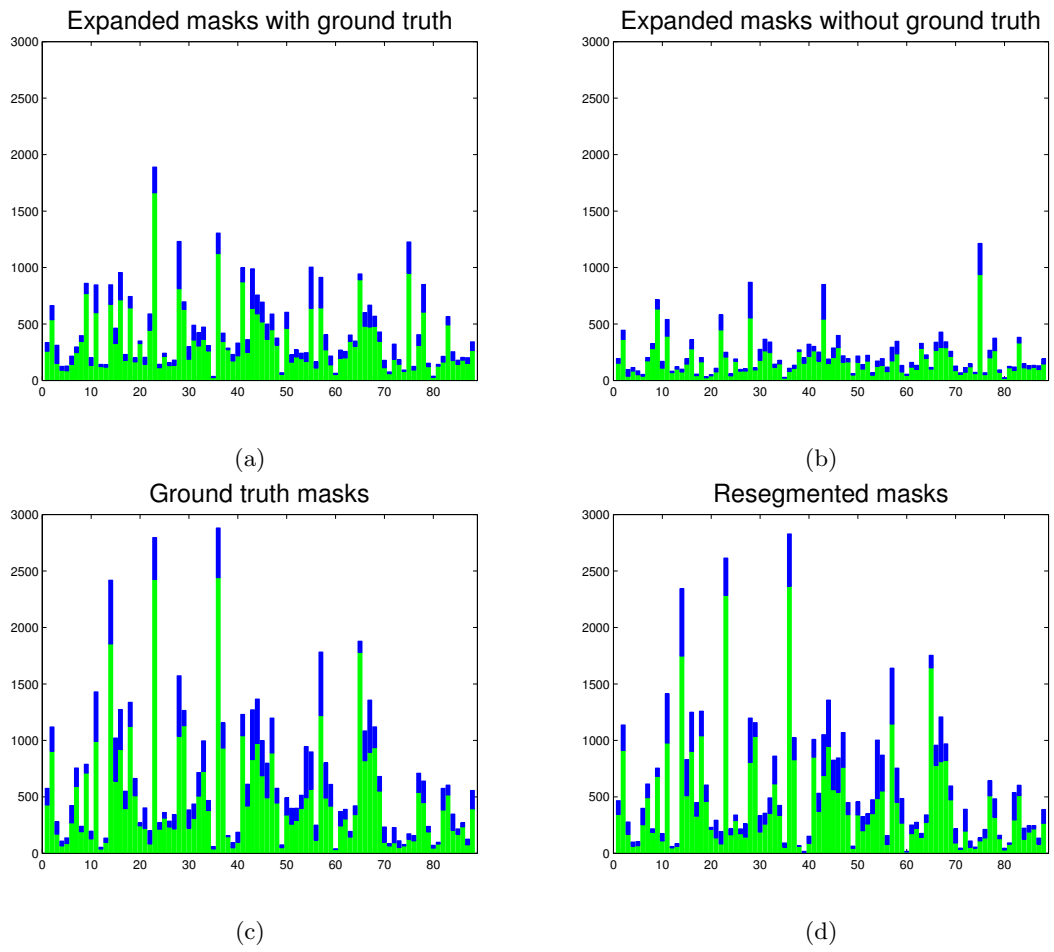 Expanded masks with ground truth
3000
2500
2000
1500
1000
500
0
0 10 20 30 40 50 60 70 80
(a)
Expanded masks without ground truth
3000
2500
2000
1500
1000
500
0
0 10 20 30 40 50 60 70 80
(b)
Ground truth masks
3000
2500
2000
1500
1000
500
0
0 10 20 30 40 50 60 70 80
(c)
Resegmented masks
3000
2500
2000
1500
1000
500
0
0 10 20 30 40 50 60 70 80
(d)